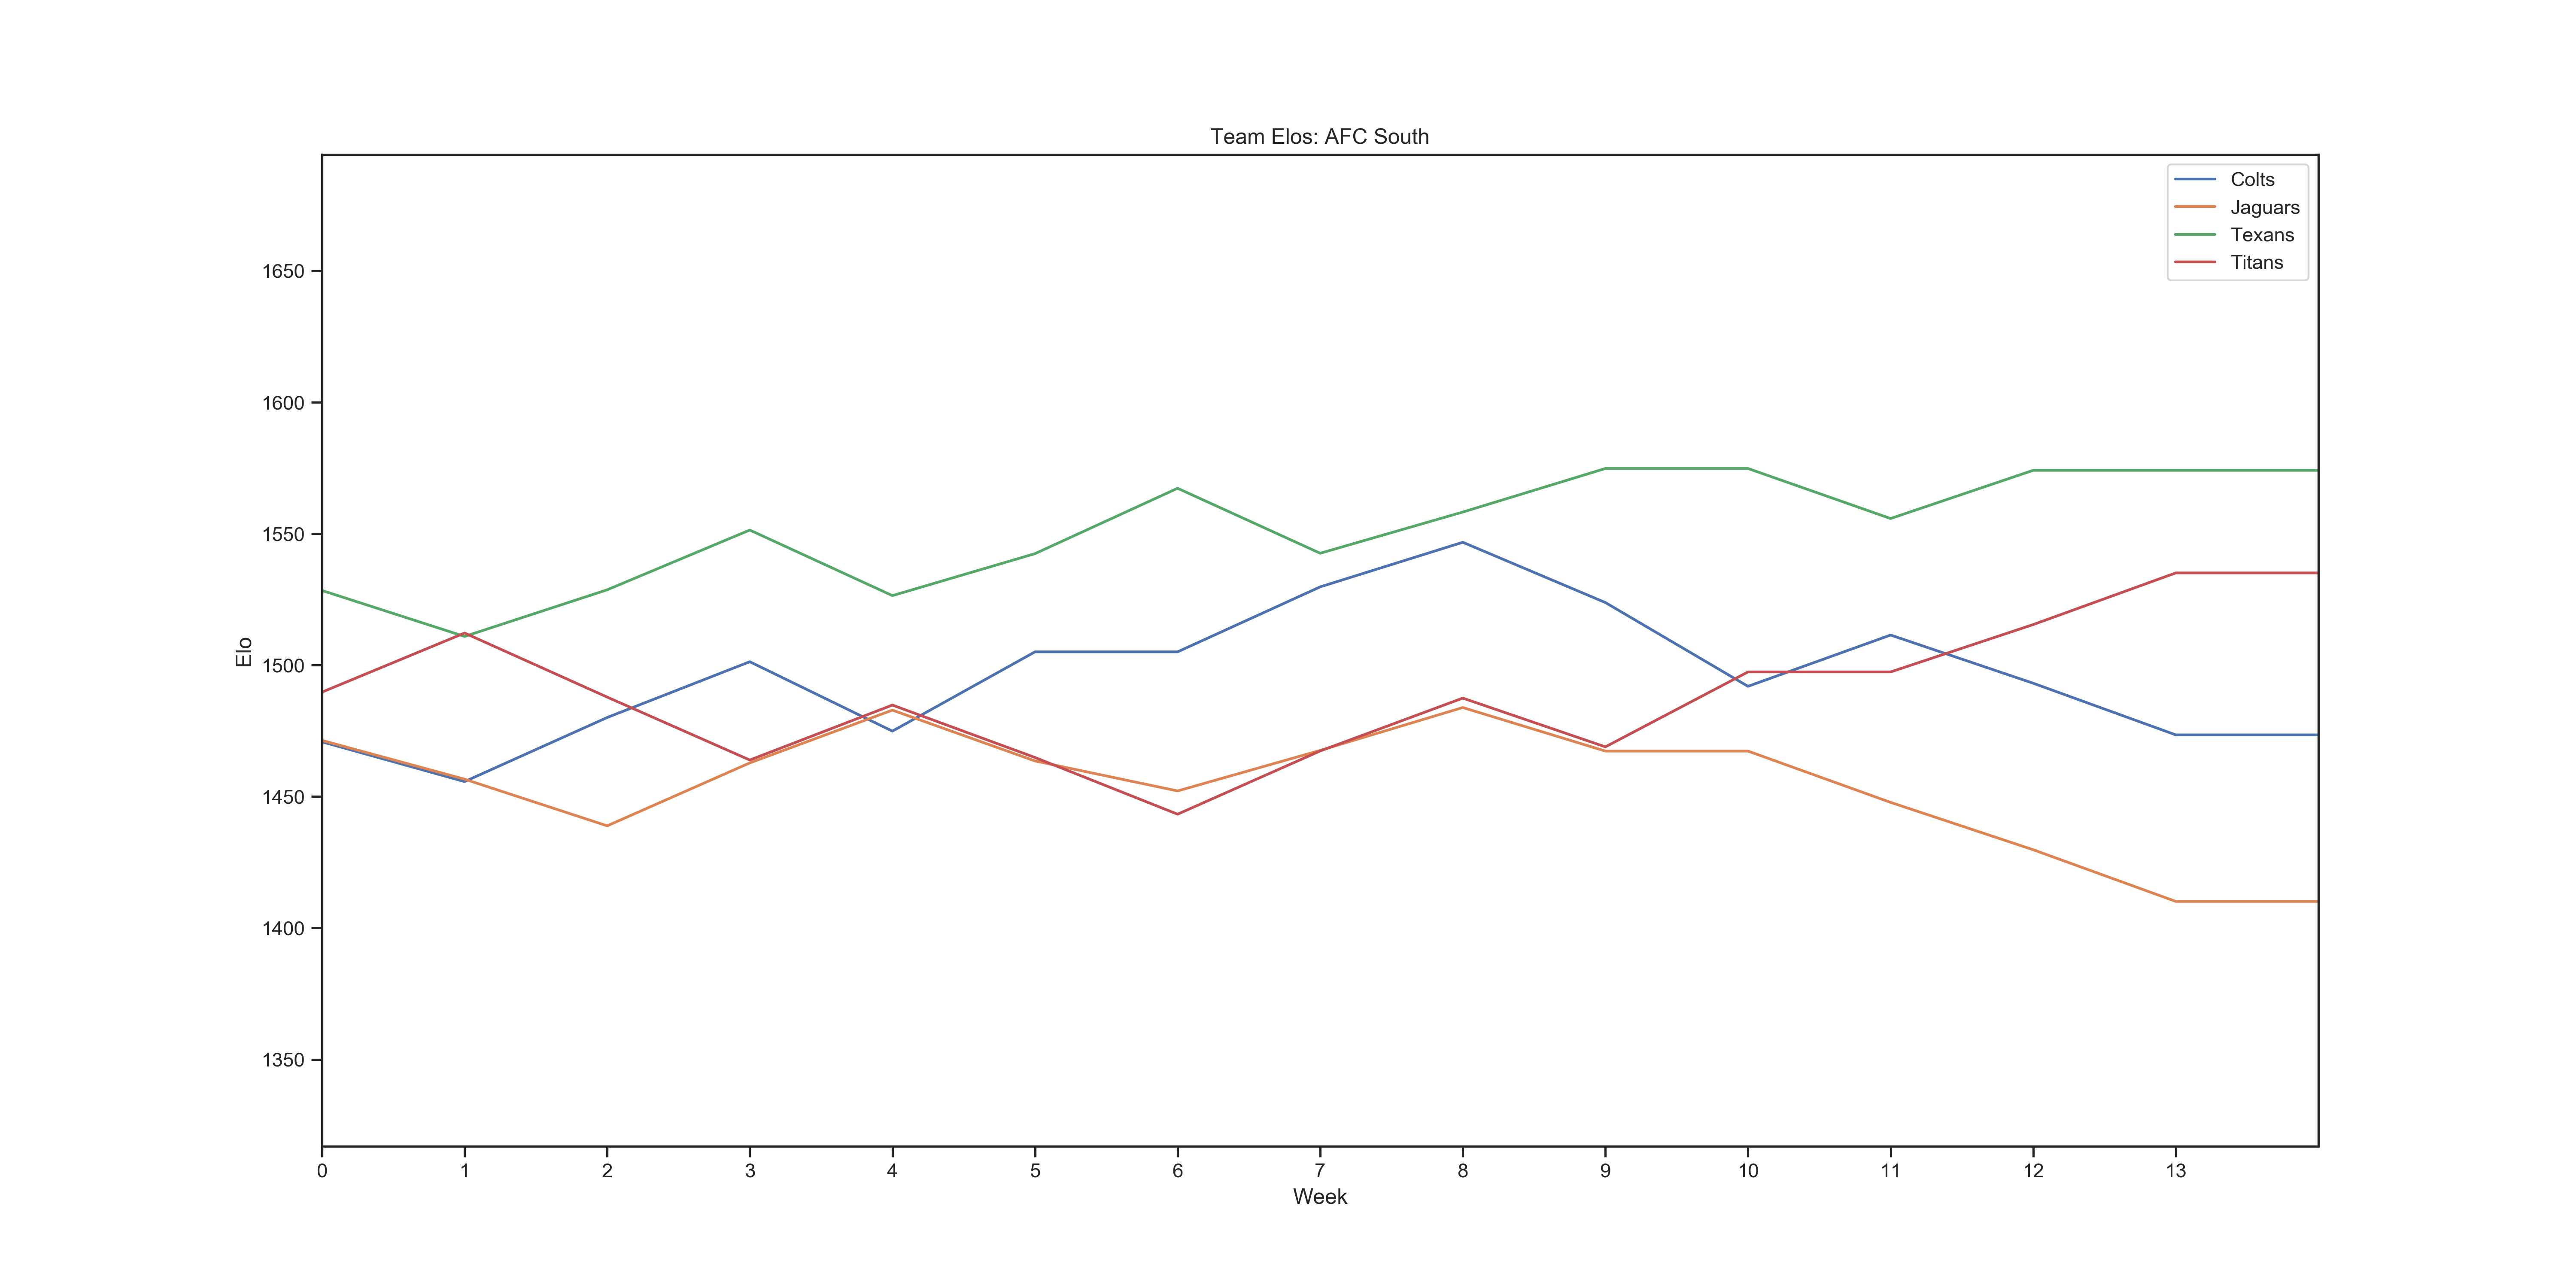 Team Elos: AFC South
Colts
Jaguars
Texans
Titans
1650
1600
1550
1500
1450
1400
1350
Elo
0 1 2 3 4 5 6 7 8 9 10 11 12 13
Week